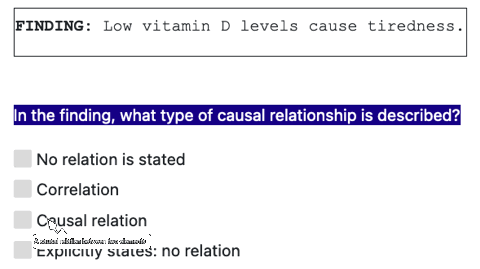 FINDING: Low vitamin D levels cause tiredness.
In the finding, what type of causal relationship is described?
No relation is stated
Correlation
Causal relation
Explicitly states: no relation